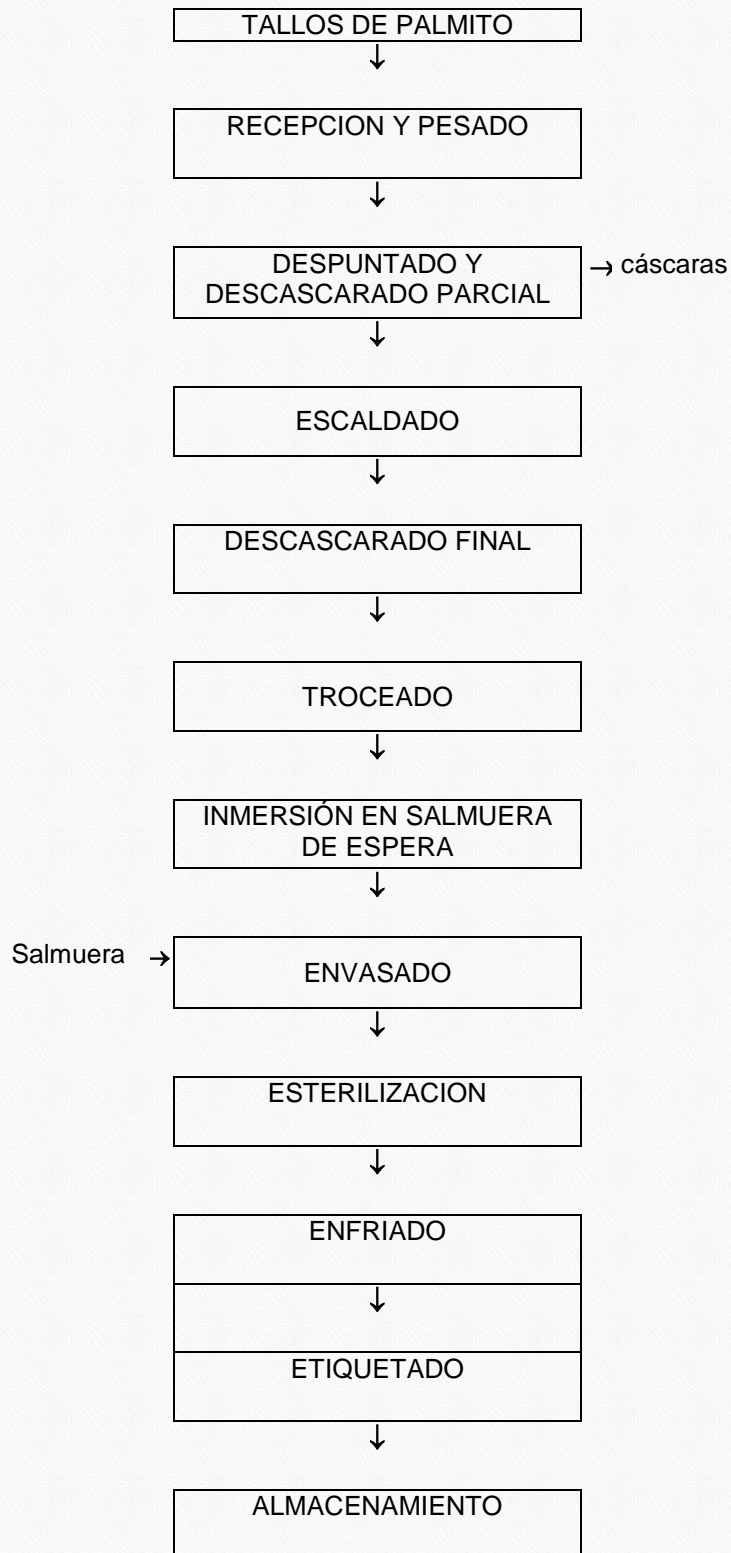 TALLOS DE PALMITO
↓
RECEPCION Y PESADO
↓
DESPUNTADO Y
DESCASCARADO PARCIAL
→ cáscaras
↓
ESCALDADO
↓
DESCASCARADO FINAL
↓
TROCEADO
↓
INMERSIÓN EN SALMUERA
DE ESPERA
↓
Salmuera →
ENVASADO
↓
ESTERILIZACION
↓
ENFRIADO
↓
ETIQUETADO
↓
ALMACENAMIENTO